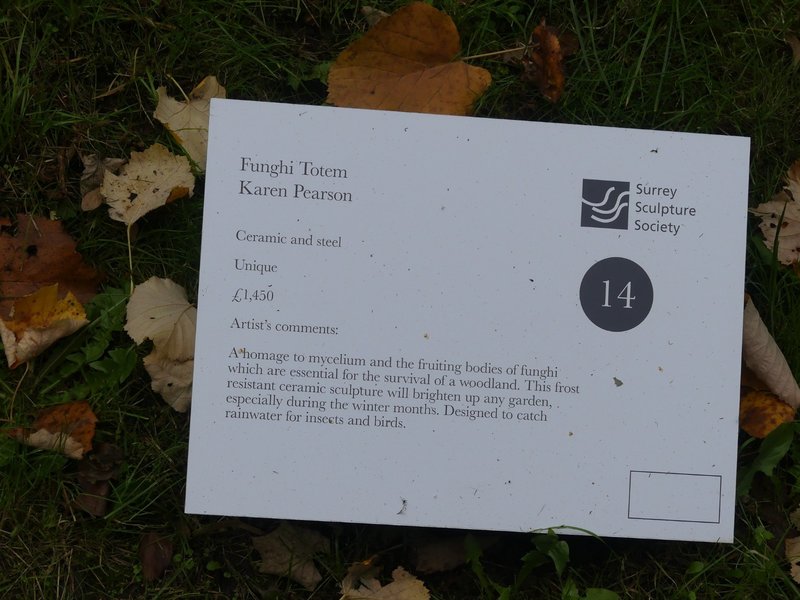 Funghi Totem
Karen Pearson
Surrey
Sculpture
Society
Ceramic and steel
Unique
£1,450
14
Artist's comments:
A homage to mycelium and the fruiting bodies of funghi
which are essential for the survival of a woodland. This frost
resistant ceramic sculpture will brighten up any garden,
especially during the winter months. Designed to catch
rainwater for insects and birds.